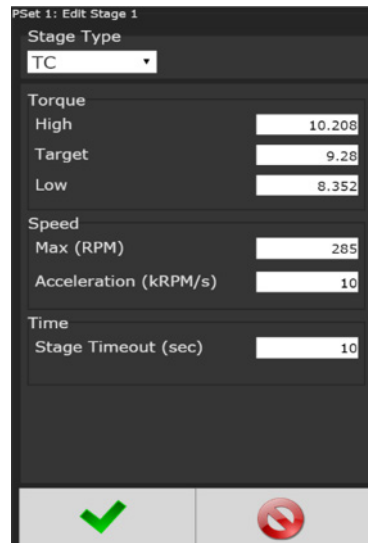 PSet 1: Edit Stage 1
Stage Type
TC
Torque
High 10.208
Target 9.28
Low 8.352
Speed
Max (RPM) 285
Acceleration (kRPM/s) 10
Time
Stage Timeout (sec) 10